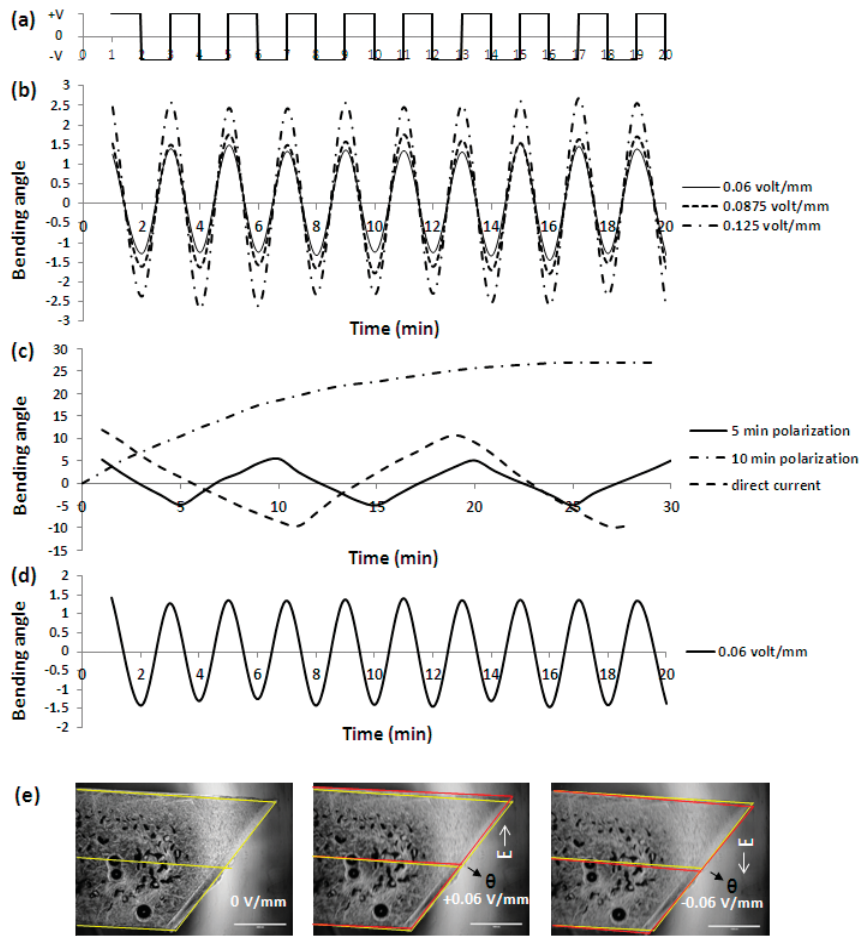 (a)
+V
0
-V
0 1 2 3 4 5 6 7 8 9 10 11 12 13 14 15 16 17 18 19 20
(b)
Bending angle
3
2.5
2
1.5
1
0.5
0
-0.5
-1
-1.5
-2
-2.5
-3
0 2 4 6 8 10 12 14 16 18 20
Time (min)
0.06 volt/mm
0.0875 volt/mm
0.125 volt/mm
(c)
Bending angle
30
25
20
15
10
5
0
-5
-10
-15
0 5 10 15 20 25 30
Time (min)
5 min polarization
10 min polarization
direct current
(d)
Bending angle
2
1.5
1
0.5
0
-0.5
-1
-1.5
-2
0 2 4 6 8 10 12 14 16 18 20
Time (min)
0.06 volt/mm
(e)
0 V/mm
E
θ
+0.06 V/mm
E
θ
-0.06 V/mm